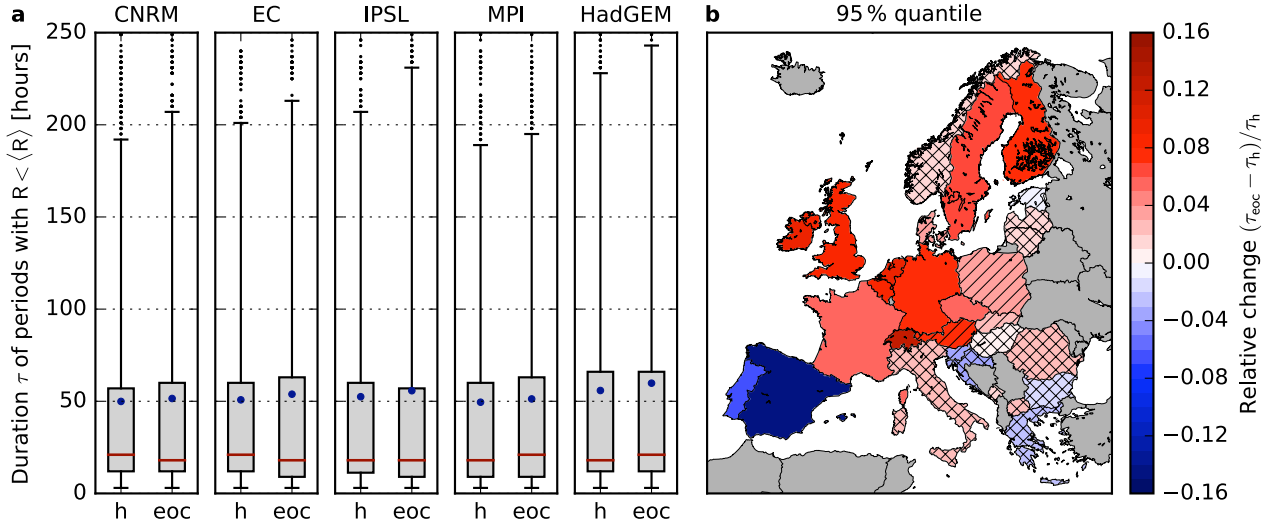 a
CNRM
EC
IPSL
MPI
HadGEM
b
95 % quantile
Duration τ of periods with R < ⟨R⟩ [hours]
250
200
150
100
50
0
h eoc
h eoc
h eoc
h eoc
h eoc
0.16
0.12
0.08
0.04
0.00
−0.04
−0.08
−0.12
−0.16
Relative change (τeoc − τh)/τh